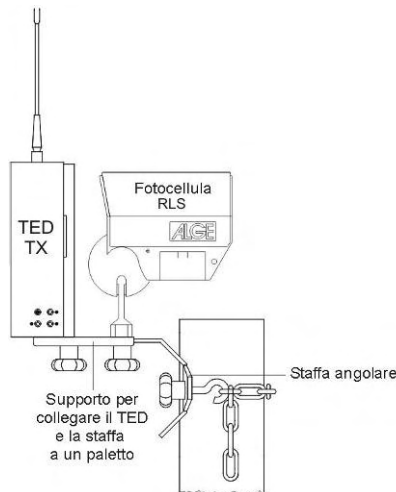 Fotocellula
RLS
ALGE
TED
TX
Staffa angolare
Supporto per
collegare il TED
e la staffa
a un paletto